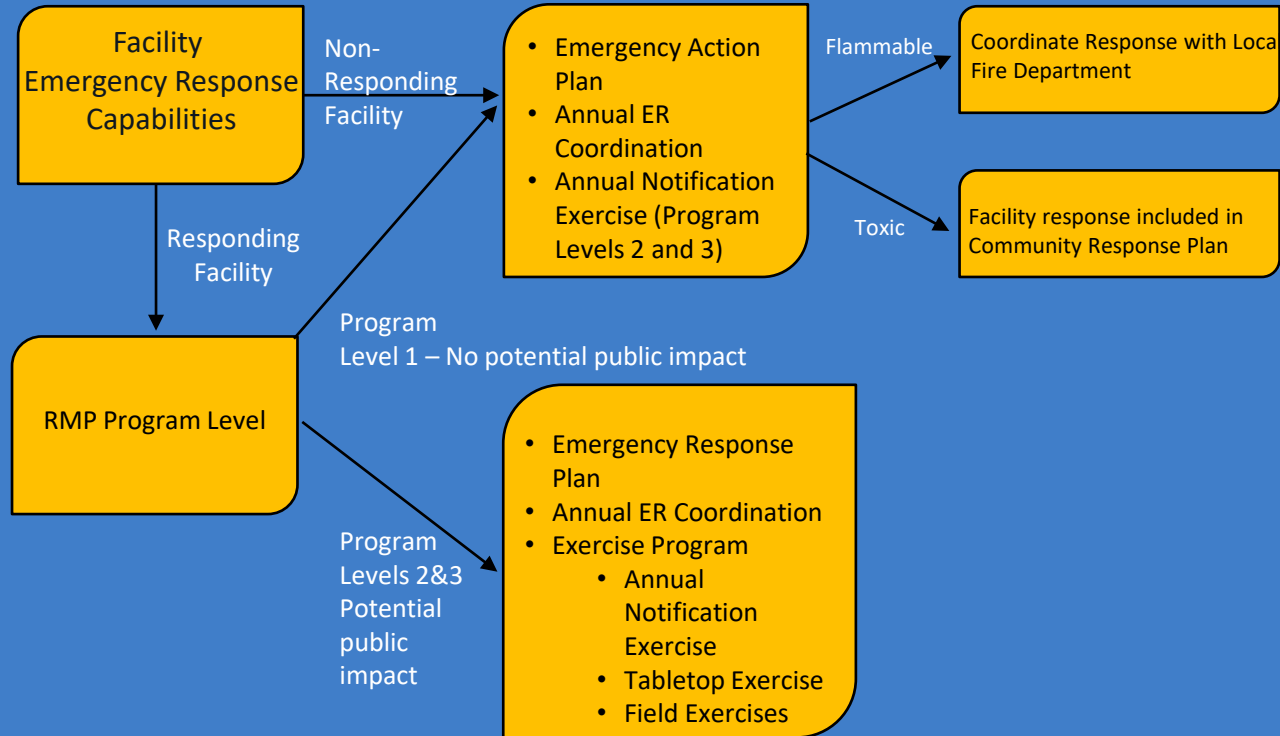 Facility
Emergency Response
Capabilities
Non-
Responding
Facility
• Emergency Action
Plan
• Annual ER
Coordination
• Annual Notification
Exercise (Program
Levels 2 and 3)
Flammable
Coordinate Response with Loca
Fire Department
Toxic
Facility response included in
Community Response Plan
Responding
Facility
Program
Level 1 – No potential public impact
RMP Program Level
Program
Levels 2&3
Potential
public
impact
• Emergency Response
Plan
• Annual ER Coordination
• Exercise Program
• Annual
Notification
Exercise
• Tabletop Exercise
• Field Exercises